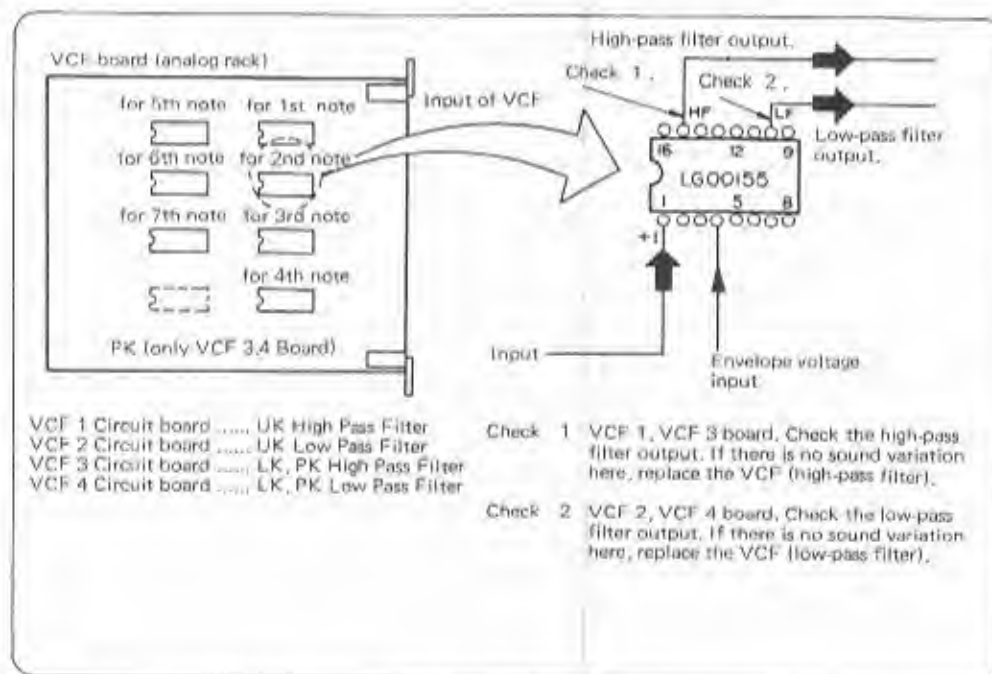 VCF board (analog rack)
for 5th note for 1st note
for 6th note for 2nd note
for 7th note for 3rd note
for 4th note
PK (only VCF 3,4 Board)
Input of VCF
High-pass filter output.
Check 1,
Check 2,
HF
LF
Low-pass filter
output.
16 12 9
LG00155
1 5 8
+1
Input
Envelope voltage
input
VCF 1 Circuit board ...... UK High Pass Filter
VCF 2 Circuit board ...... UK Low Pass Filter
VCF 3 Circuit board ...... LK, PK High Pass Filter
VCF 4 Circuit board ...... LK, PK Low Pass Filter
Check 1 VCF 1, VCF 3 board. Check the high-pass
filter output. If there is no sound variation
here, replace the VCF (high-pass filter).
Check 2 VCF 2, VCF 4 board. Check the low-pass
filter output. If there is no sound variation
here, replace the VCF (low-pass filter).